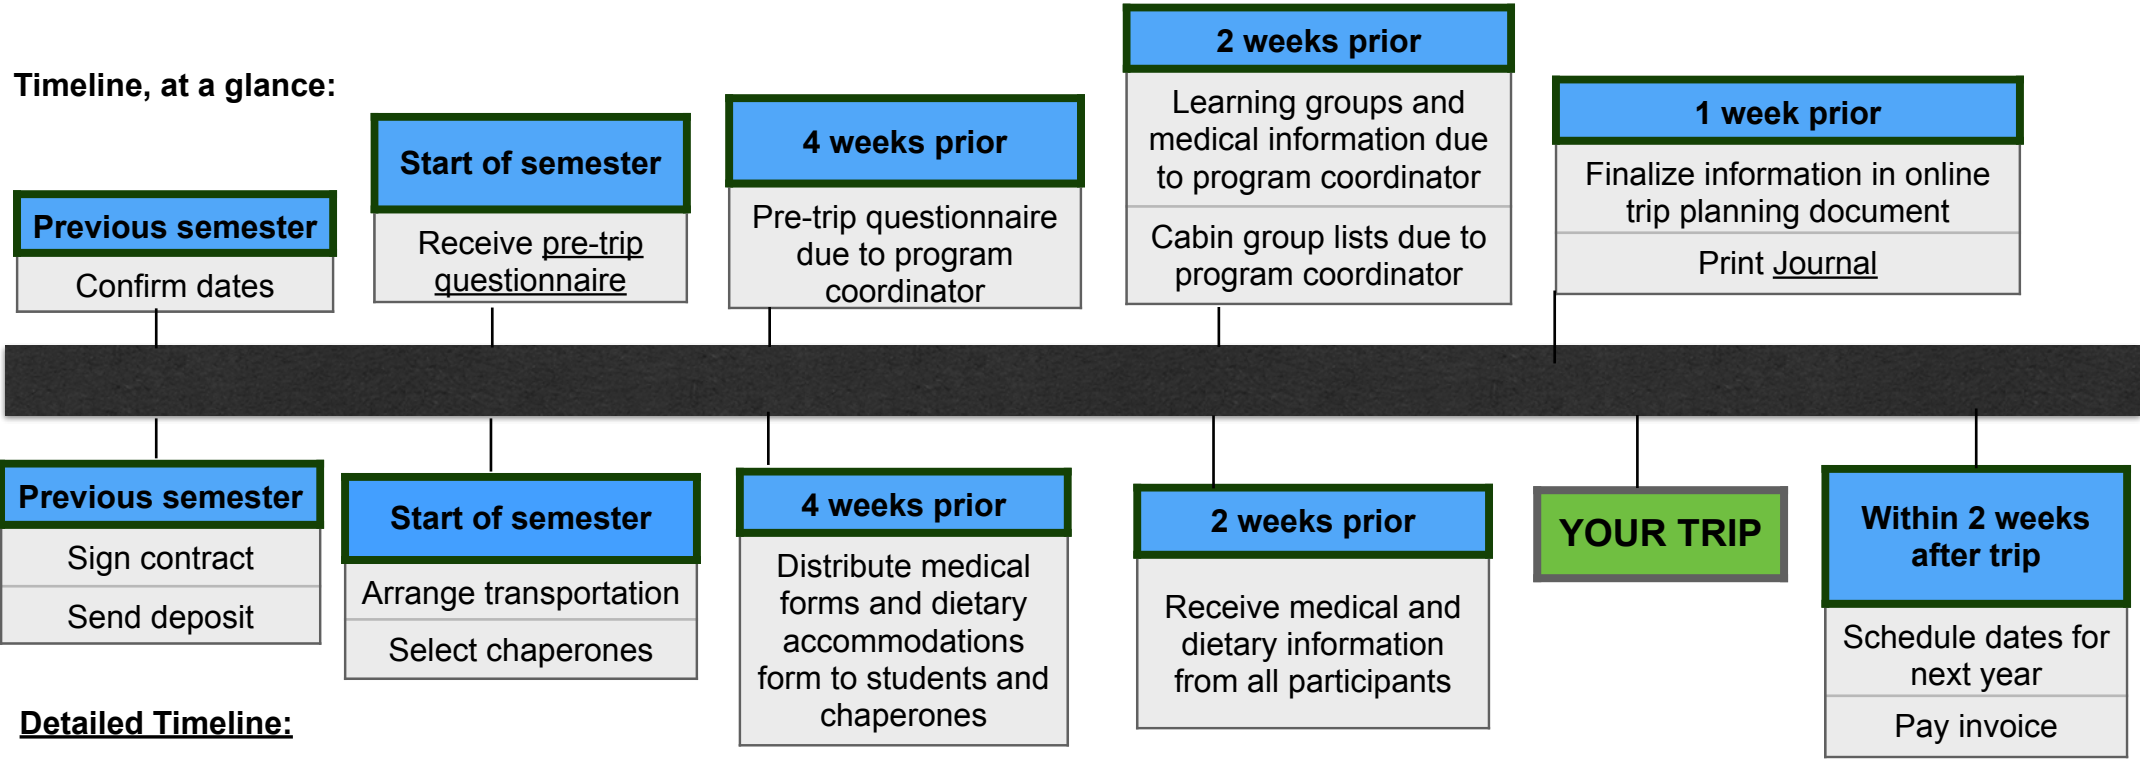 Timeline, at a glance:
Previous semester
Confirm dates
Start of semester
Receive pre-trip
questionnaire
4 weeks prior
Pre-trip questionnaire
due to program
coordinator
2 weeks prior
Learning groups and
medical information due
to program coordinator
Cabin group lists due to
program coordinator
1 week prior
Finalize information in online
trip planning document
Print Journal
Previous semester
Sign contract
Send deposit
Start of semester
Arrange transportation
Select chaperones
4 weeks prior
Distribute medical
forms and dietary
accommodations
form to students and
chaperones
2 weeks prior
Receive medical and
dietary information
from all participants
YOUR TRIP
Within 2 weeks
after trip
Schedule dates for
next year
Pay invoice
Detailed Timeline: